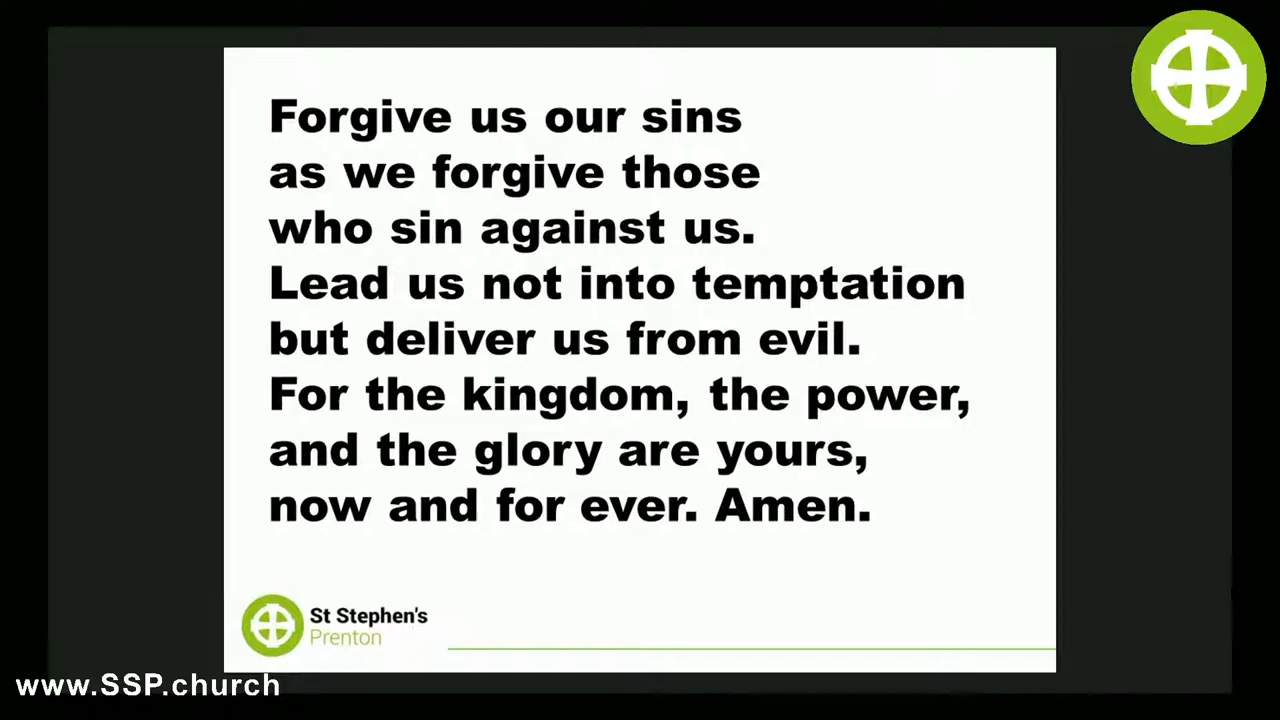 Forgive us our sins
as we forgive those
who sin against us.
Lead us not into temptation
but deliver us from evil.
For the kingdom, the power,
and the glory are yours,
now and for ever. Amen.
St Stephen's
Prenton
www.SSP.church